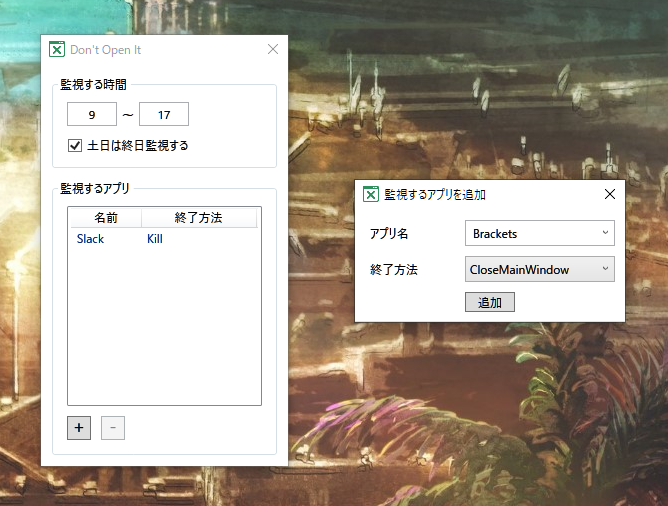 Don't Open It
監視する時間
9 ~ 17
土日は終日監視する
監視するアプリ
名前 終了方法
Slack Kill
+ -
監視するアプリを追加
アプリ名 Brackets
終了方法 CloseMainWindow
追加